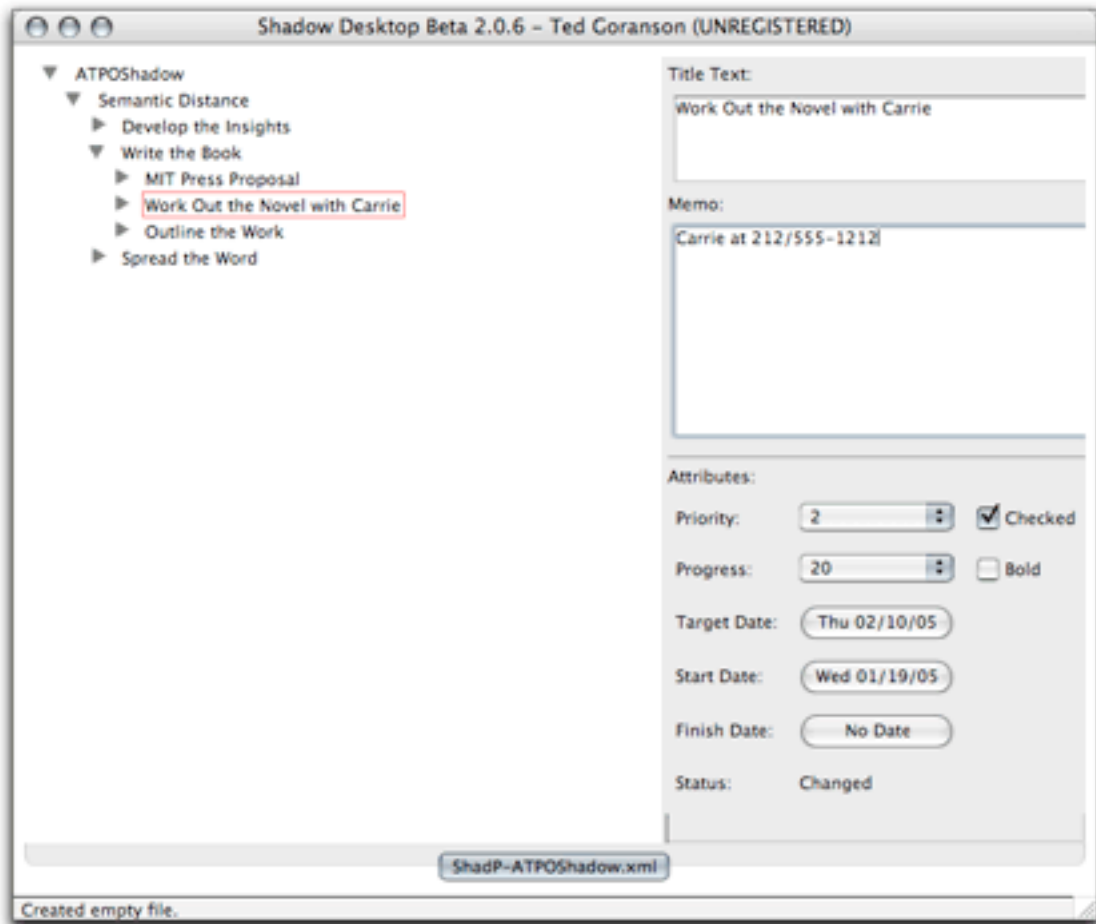 Shadow Desktop Beta 2.0.6 – Ted Goranson (UNREGISTERED)
ATPOShadow
Semantic Distance
Develop the Insights
Write the Book
MIT Press Proposal
Work Out the Novel with Carrie
Outline the Work
Spread the Word
Title Text:
Work Out the Novel with Carrie
Memo:
Carrie at 212/555-1212
Attributes:
Priority: 2 Checked
Progress: 20 Bold
Target Date: Thu 02/10/05
Start Date: Wed 01/19/05
Finish Date: No Date
Status: Changed
ShadP-ATPOShadow.xml
Created empty file.